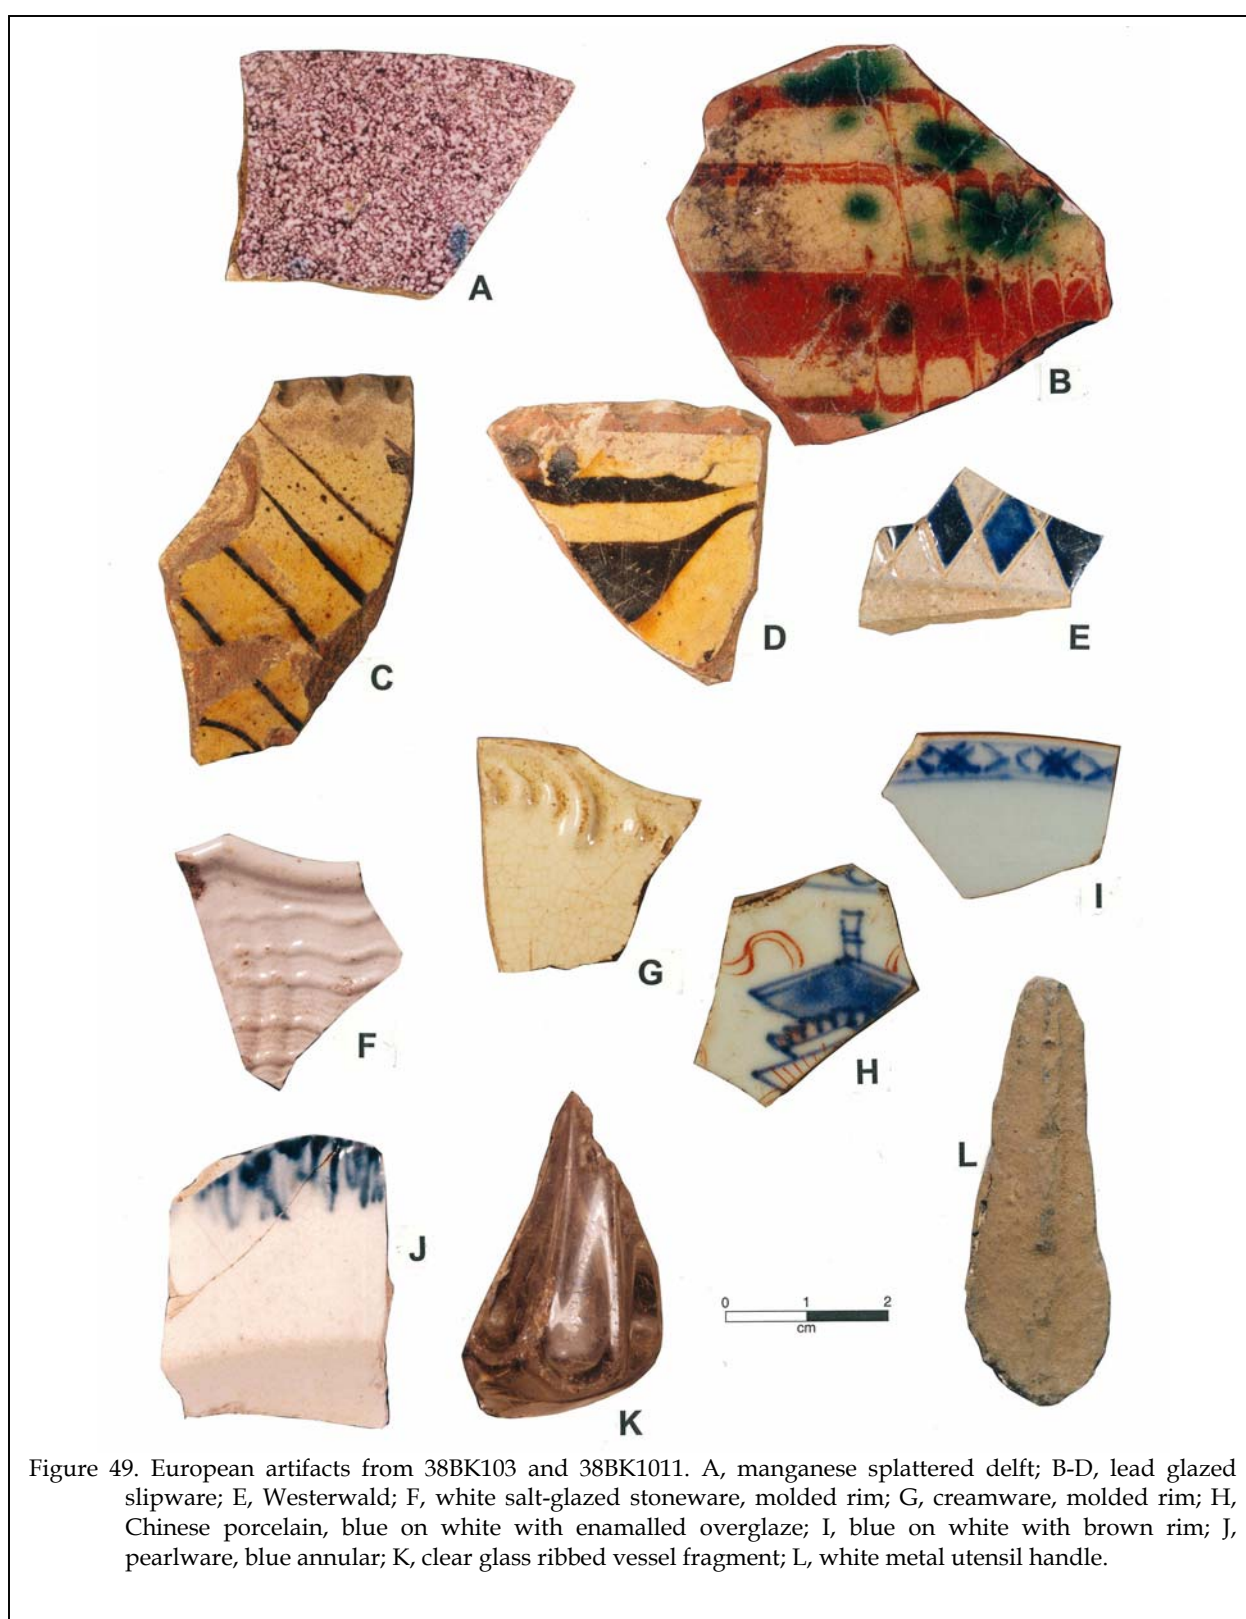 A
B
C
D
E
F
G
H
I
J
K
L
0 1 2
cm
Figure 49. European artifacts from 38BK103 and 38BK1011. A, manganese splattered delft; B-D, lead glazed
slipware; E, Westerwald; F, white salt-glazed stoneware, molded rim; G, creamware, molded rim; H,
Chinese porcelain, blue on white with enamalled overglaze; I, blue on white with brown rim; J,
pearlware, blue annular; K, clear glass ribbed vessel fragment; L, white metal utensil handle.